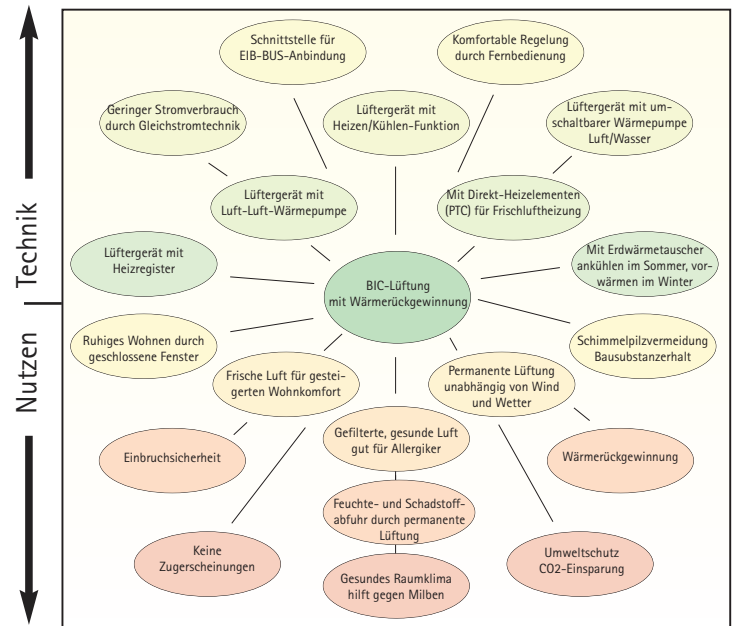 Technik
Nutzen
Schnittstelle für
EIB-BUS-Anbindung
Komfortable Regelung
durch Fernbedienung
Geringer Stromverbrauch
durch Gleichstromtechnik
Lüftergerät mit
Heizen/Kühlen-Funktion
Lüftergerät mit um-
schaltbarer Wärmepumpe
Luft/Wasser
Lüftergerät mit
Luft-Luft-Wärmepumpe
Mit Direkt-Heizelementen
(PTC) für Frischluftheizung
Lüftergerät mit
Heizregister
BIC-Lüftung
mit Wärmerückgewinnung
Mit Erdwärmetauscher
ankühlen im Sommer, vor-
wärmen im Winter
Ruhiges Wohnen durch
geschlossene Fenster
Schimmelpilzvermeidung
Bausubstanzerhalt
Frische Luft für gestei-
gerten Wohnkomfort
Permanente Lüftung
unabhängig von Wind
und Wetter
Gefilterte, gesunde Luft
gut für Allergiker
Einbruchsicherheit
Wärmerückgewinnung
Feuchte- und Schadstoff-
abfuhr durch permanente
Lüftung
Keine
Zugerscheinungen
Gesundes Raumklima
hilft gegen Milben
Umweltschutz
CO2-Einsparung